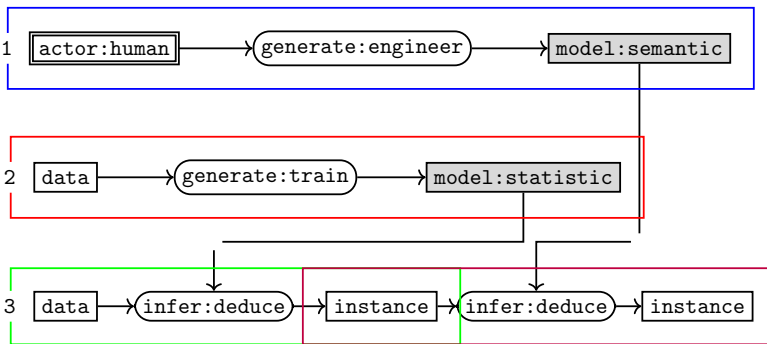 1 actor:human generate:engineer model:semantic
2 data generate:train model:statistic
3 data infer:deduce instance infer:deduce instance